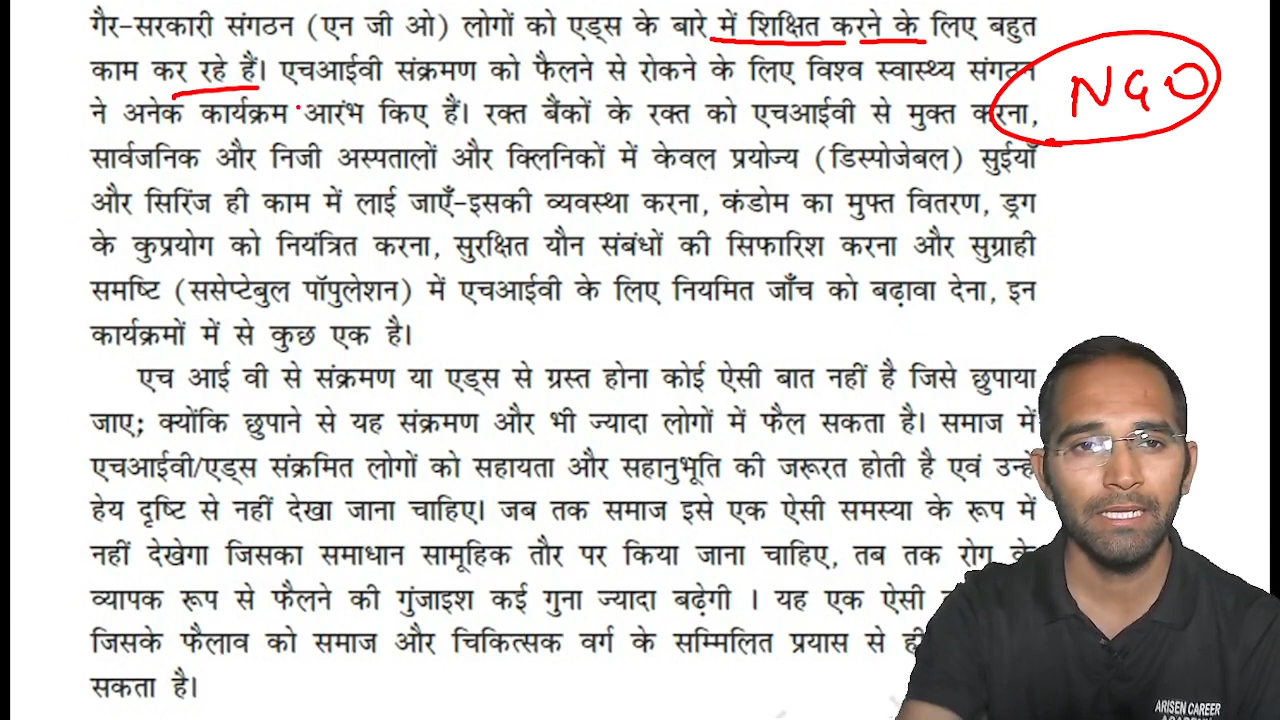 गैर-सरकारी संगठन (एन जी ओ) लोगों को एड्स के बारे में शिक्षित करने के लिए बहुत
काम कर रहे हैं। एचआईवी संक्रमण को फैलने से रोकने के लिए विश्व स्वास्थ्य संगठन
ने अनेक कार्यक्रम आरंभ किए हैं। रक्त बैंकों के रक्त को एचआईवी से मुक्त करना,
सार्वजनिक और निजी अस्पतालों और क्लिनिकों में केवल प्रयोज्य (डिस्पोजेबल) सुईयाँ
और सिरिंज ही काम में लाई जाएँ-इसकी व्यवस्था करना, कंडोम का मुफ्त वितरण, ड्रग
के कुप्रयोग को नियंत्रित करना, सुरक्षित यौन संबंधों की सिफारिश करना और सुग्राही
समष्टि (ससेप्टेबुल पॉपुलेशन) में एचआईवी के लिए नियमित जाँच को बढ़ावा देना, इन
कार्यक्रमों में से कुछ एक है।
एच आई वी से संक्रमण या एड्स से ग्रस्त होना कोई ऐसी बात नहीं है जिसे छुपाया
जाए; क्योंकि छुपाने से यह संक्रमण और भी ज्यादा लोगों में फैल सकता है। समाज में
एचआईवी/एड्स संक्रमित लोगों को सहायता और सहानुभूति की जरूरत होती है एवं उन्हें
हेय दृष्टि से नहीं देखा जाना चाहिए। जब तक समाज इसे एक ऐसी समस्या के रूप में
नहीं देखेगा जिसका समाधान सामूहिक तौर पर किया जाना चाहिए, तब तक रोग के
व्यापक रूप से फैलने की गुंजाइश कई गुना ज्यादा बढ़ेगी । यह एक ऐसी
जिसके फैलाव को समाज और चिकित्सक वर्ग के सम्मिलित प्रयास से ही
सकता है।
NGO
ARISEN CAREER
ACADEMY